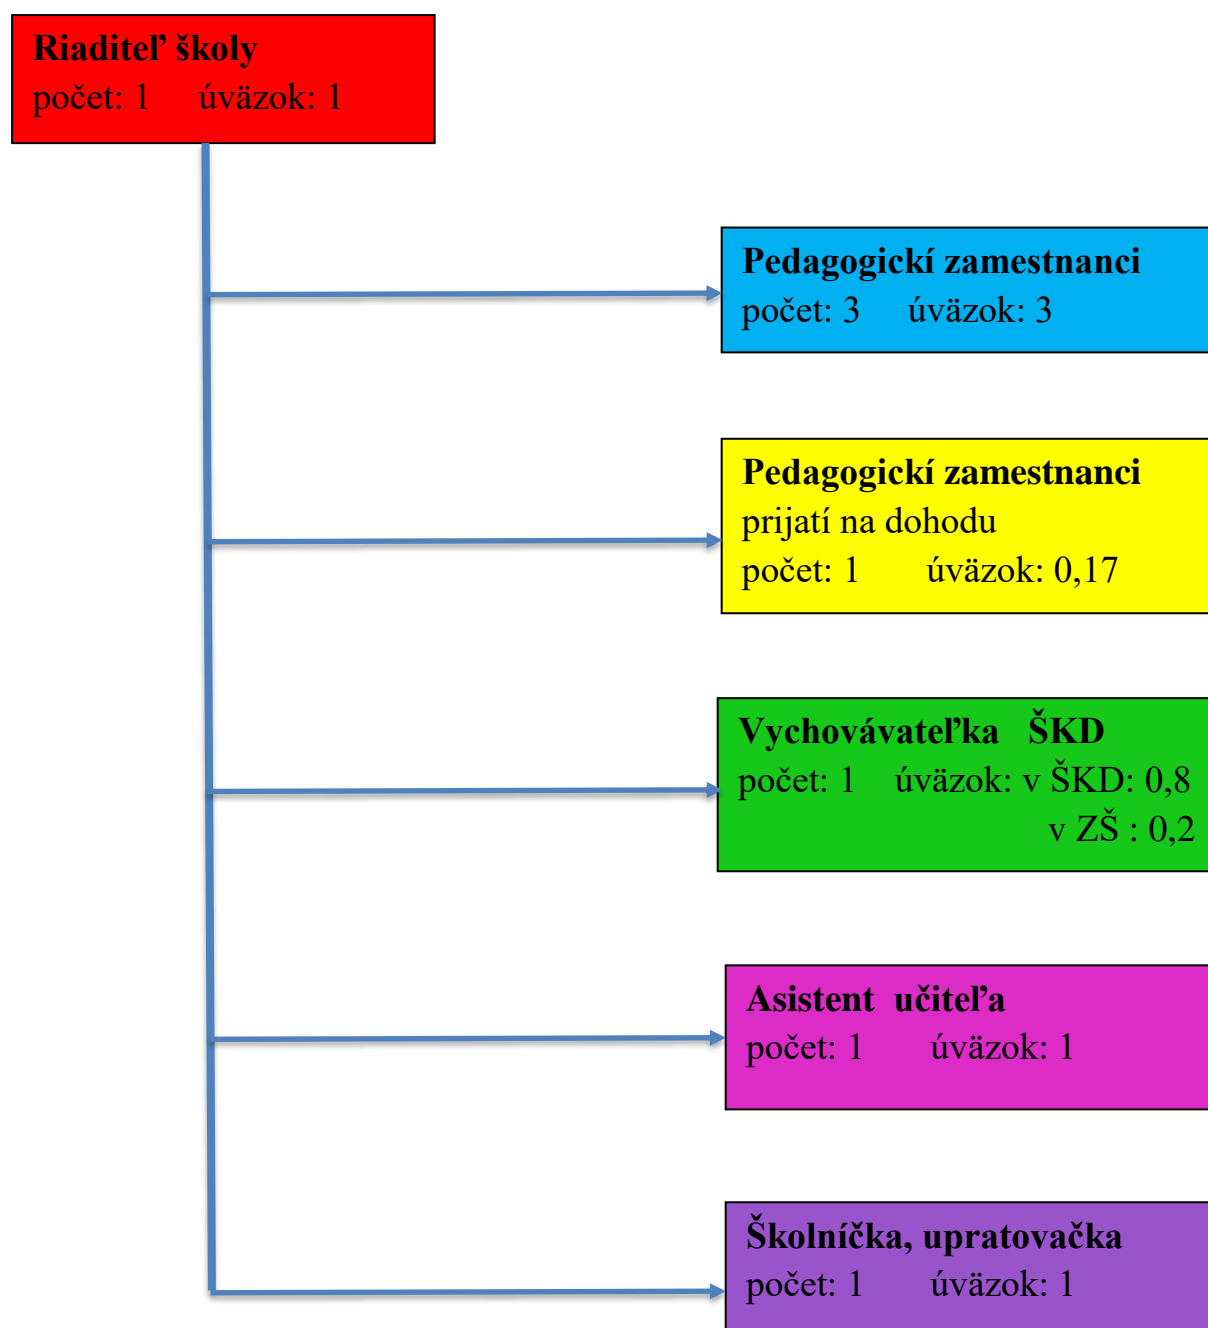 Riaditeľ školy
počet: 1 úväzok: 1
Pedagogickí zamestnanci
počet: 3 úväzok: 3
Pedagogickí zamestnanci
prijatí na dohodu
počet: 1 úväzok: 0,17
Vychovávateľka ŠKD
počet: 1 úväzok: v ŠKD: 0,8
v ZŠ : 0,2
Asistent učiteľa
počet: 1 úväzok: 1
Školníčka, upratovačka
počet: 1 úväzok: 1